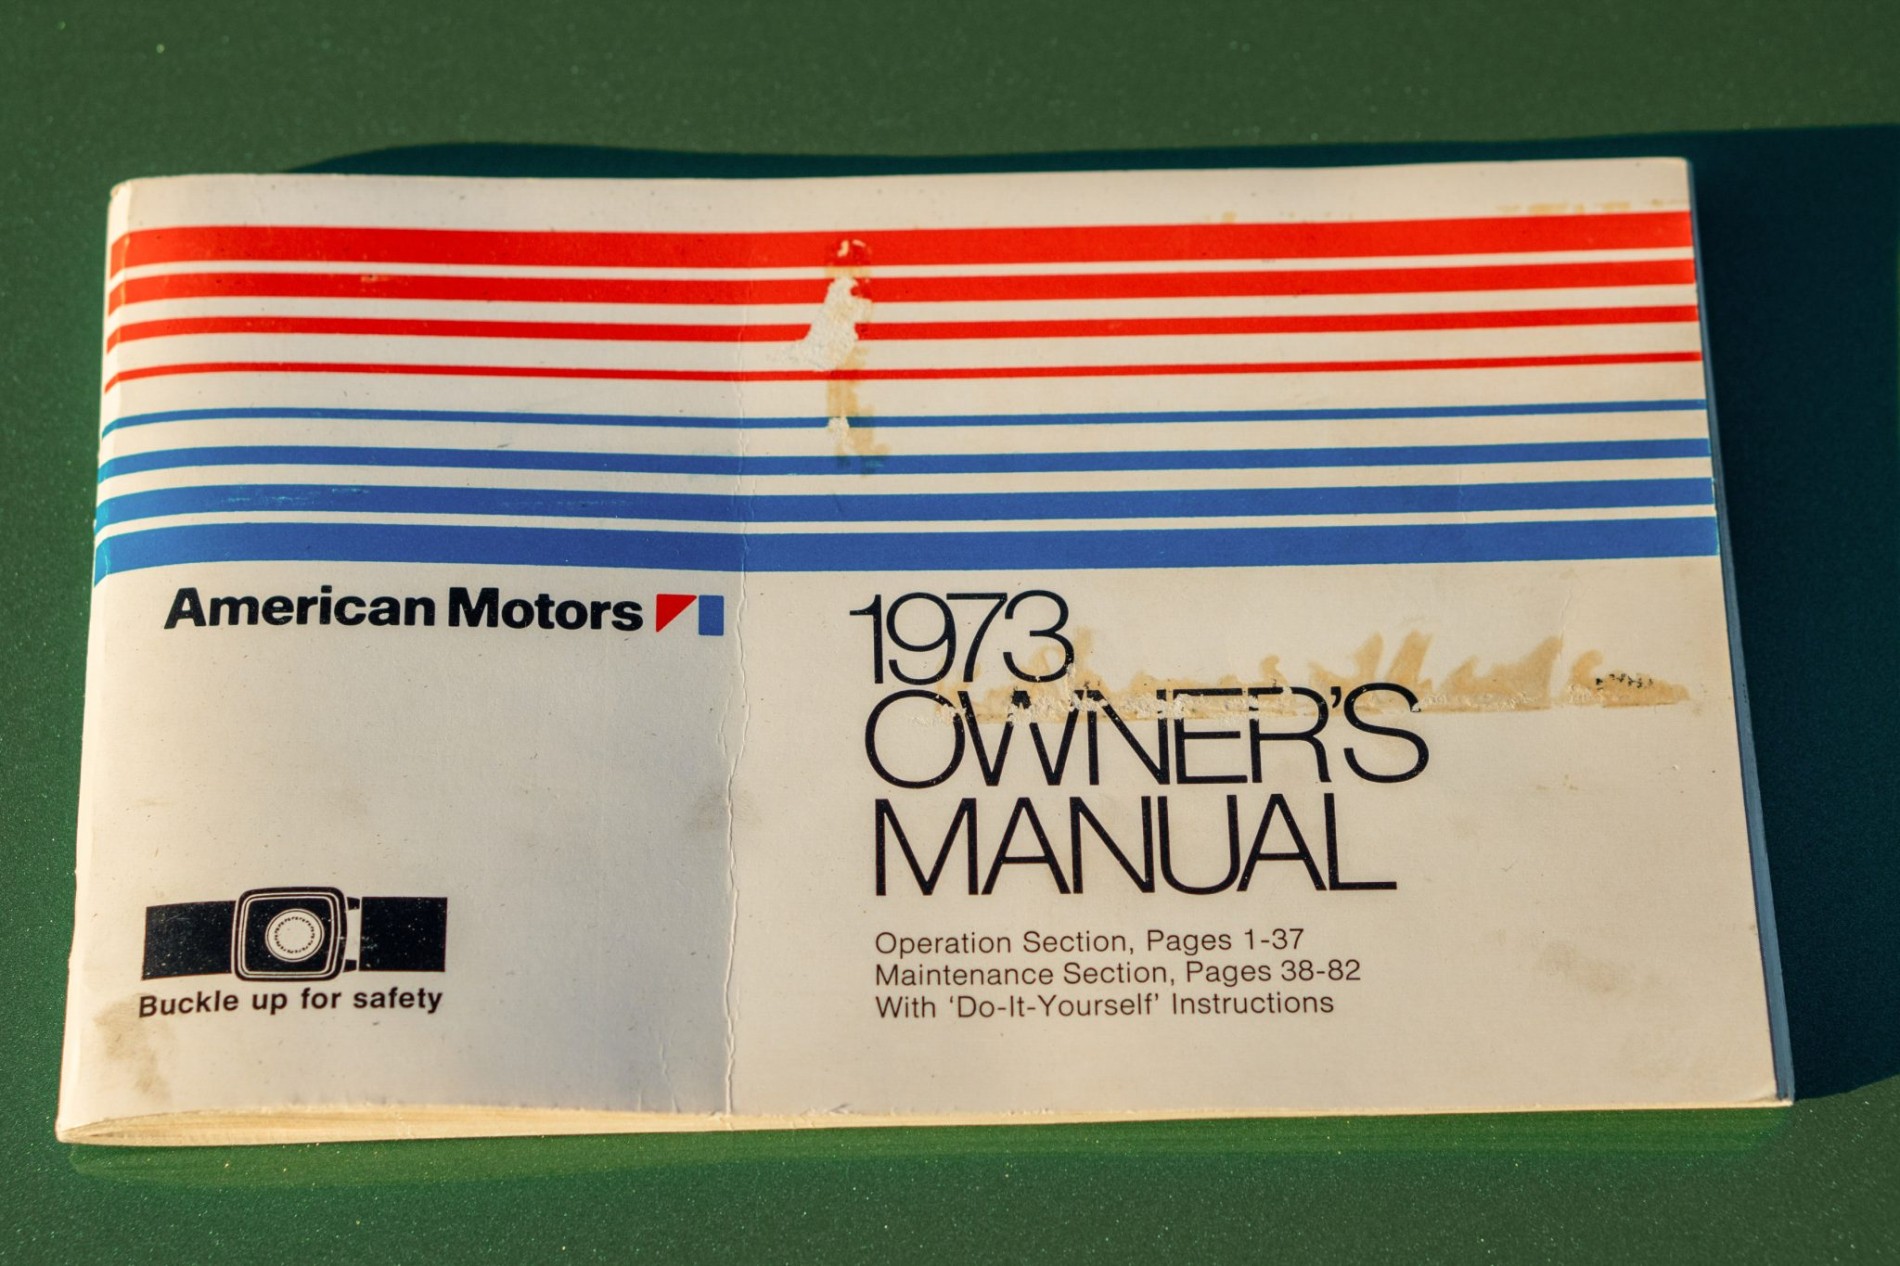 American Motors
1973
OWNER'S
MANUAL
Operation Section, Pages 1-37
Maintenance Section, Pages 38-82
With ‘Do-It-Yourself’ Instructions
Buckle up for safety